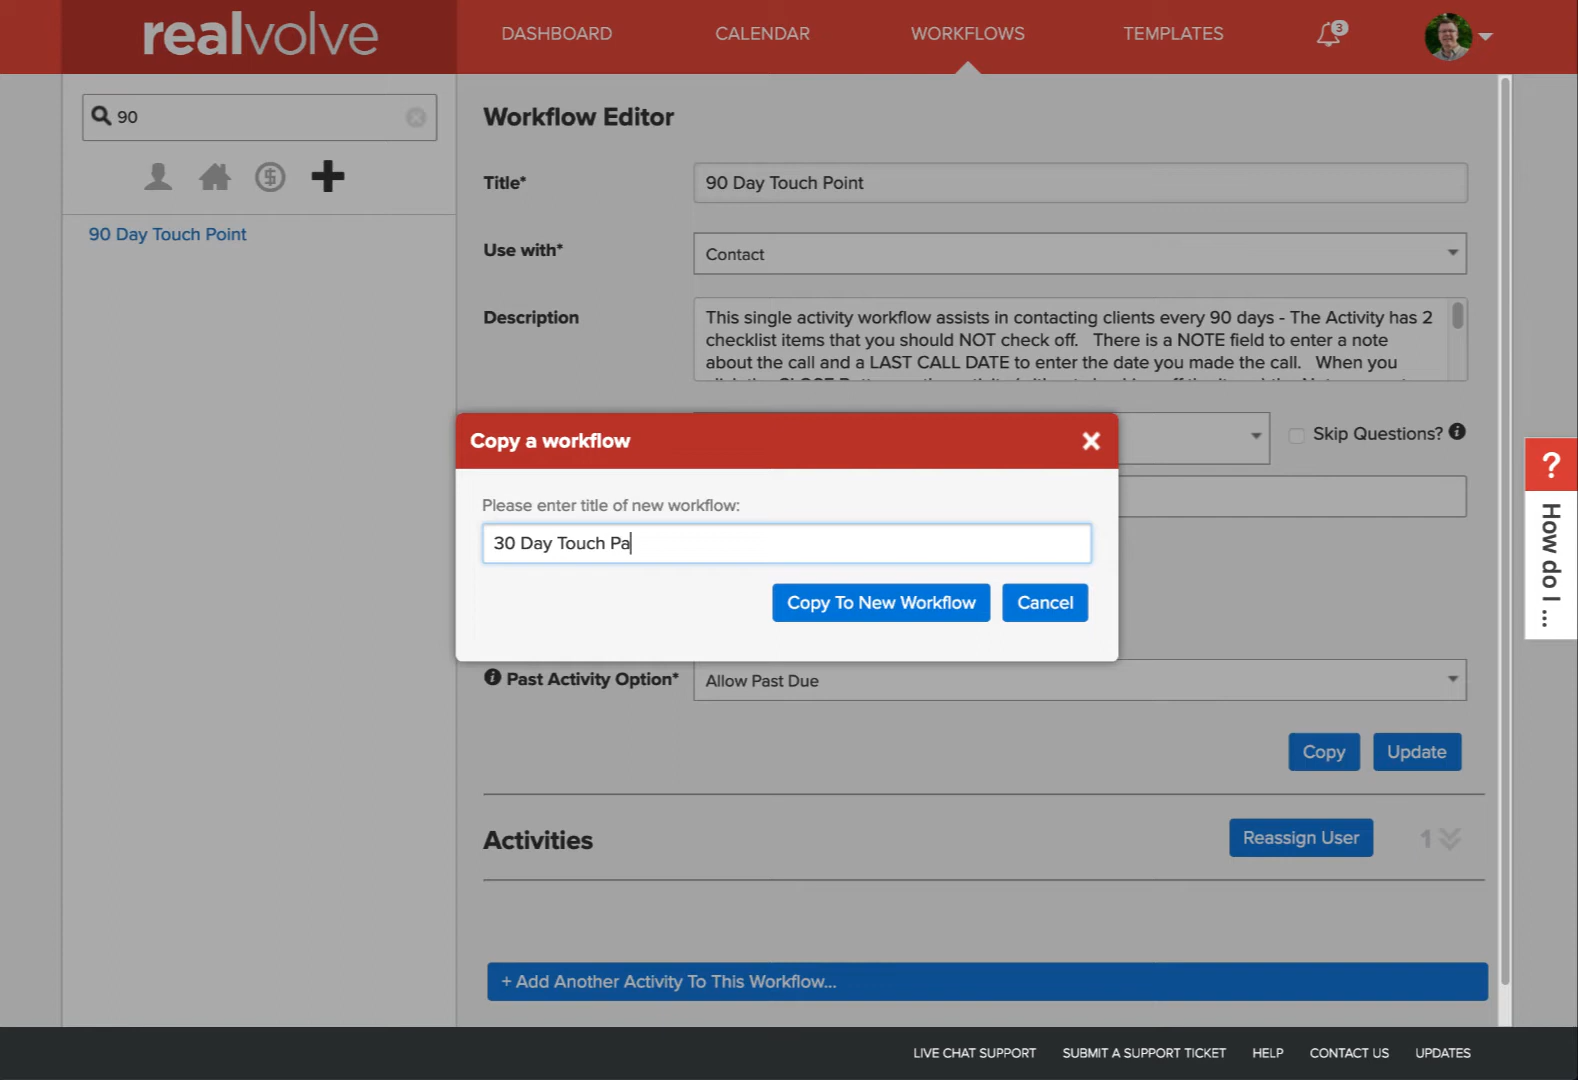 realvolve
DASHBOARD
CALENDAR
WORKFLOWS
TEMPLATES
3
90
90 Day Touch Point
Workflow Editor
Title*
90 Day Touch Point
Use with*
Contact
Description
This single activity workflow assists in contacting clients every 90 days - The Activity has 2
checklist items that you should NOT check off. There is a NOTE field to enter a note
about the call and a LAST CALL DATE to enter the date you made the call. When you
Skip Questions?
Copy a workflow
Please enter title of new workflow:
30 Day Touch Pa
Copy To New Workflow
Cancel
Past Activity Option*
Allow Past Due
Copy
Update
Activities
Reassign User
1
+ Add Another Activity To This Workflow...
?
How do I ...
LIVE CHAT SUPPORT
SUBMIT A SUPPORT TICKET
HELP
CONTACT US
UPDATES